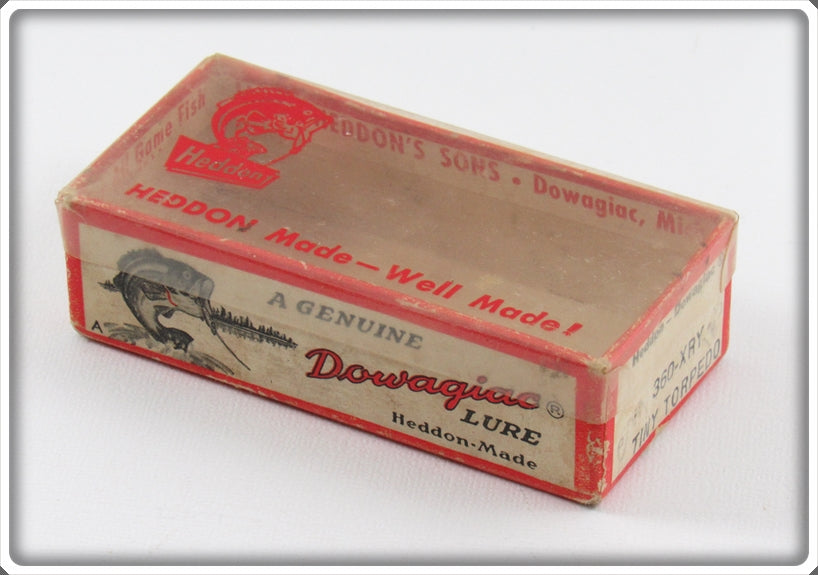 All Game Fish
HEDDON'S SONS • Dowagiac, Mi
Heddon
HEDDON Made—Well Made!
A
A GENUINE
Dowagiac®
LURE
Heddon-Made
Heddon - Dowagiac
360-XRY
TINY TORPEDO